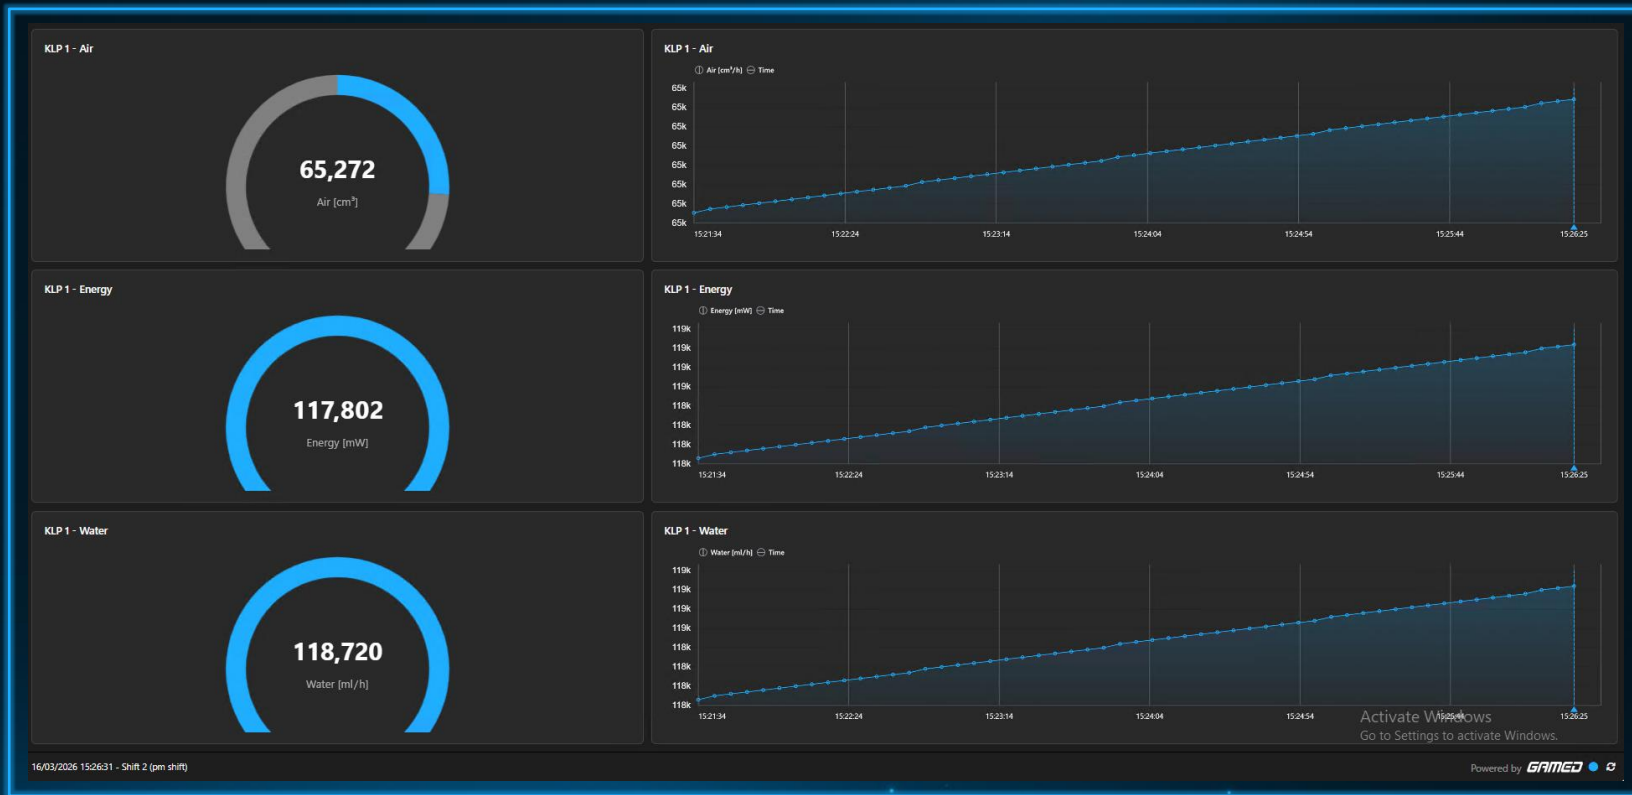 KLP 1 - Air
65,272
Air [cm³]
KLP 1 - Air
Air [cm³/h] Time
65k
65k
65k
65k
65k
65k
65k
65k
15:21:34 15:22:24 15:23:14 15:24:04 15:24:54 15:25:44 15:26:25
KLP 1 - Energy
117,802
Energy [mW]
KLP 1 - Energy
Energy [mW] Time
119k
119k
119k
119k
118k
118k
118k
118k
15:21:34 15:22:24 15:23:14 15:24:04 15:24:54 15:25:44 15:26:25
KLP 1 - Water
118,720
Water [ml/h]
KLP 1 - Water
Water [ml/h] Time
119k
119k
119k
119k
118k
118k
118k
118k
15:21:34 15:22:24 15:23:14 15:24:04 15:24:54 15:25:44 15:26:25
Activate Windows
Go to Settings to activate Windows.
16/03/2026 15:26:31 - Shift 2 (pm shift)
Powered by GAMED